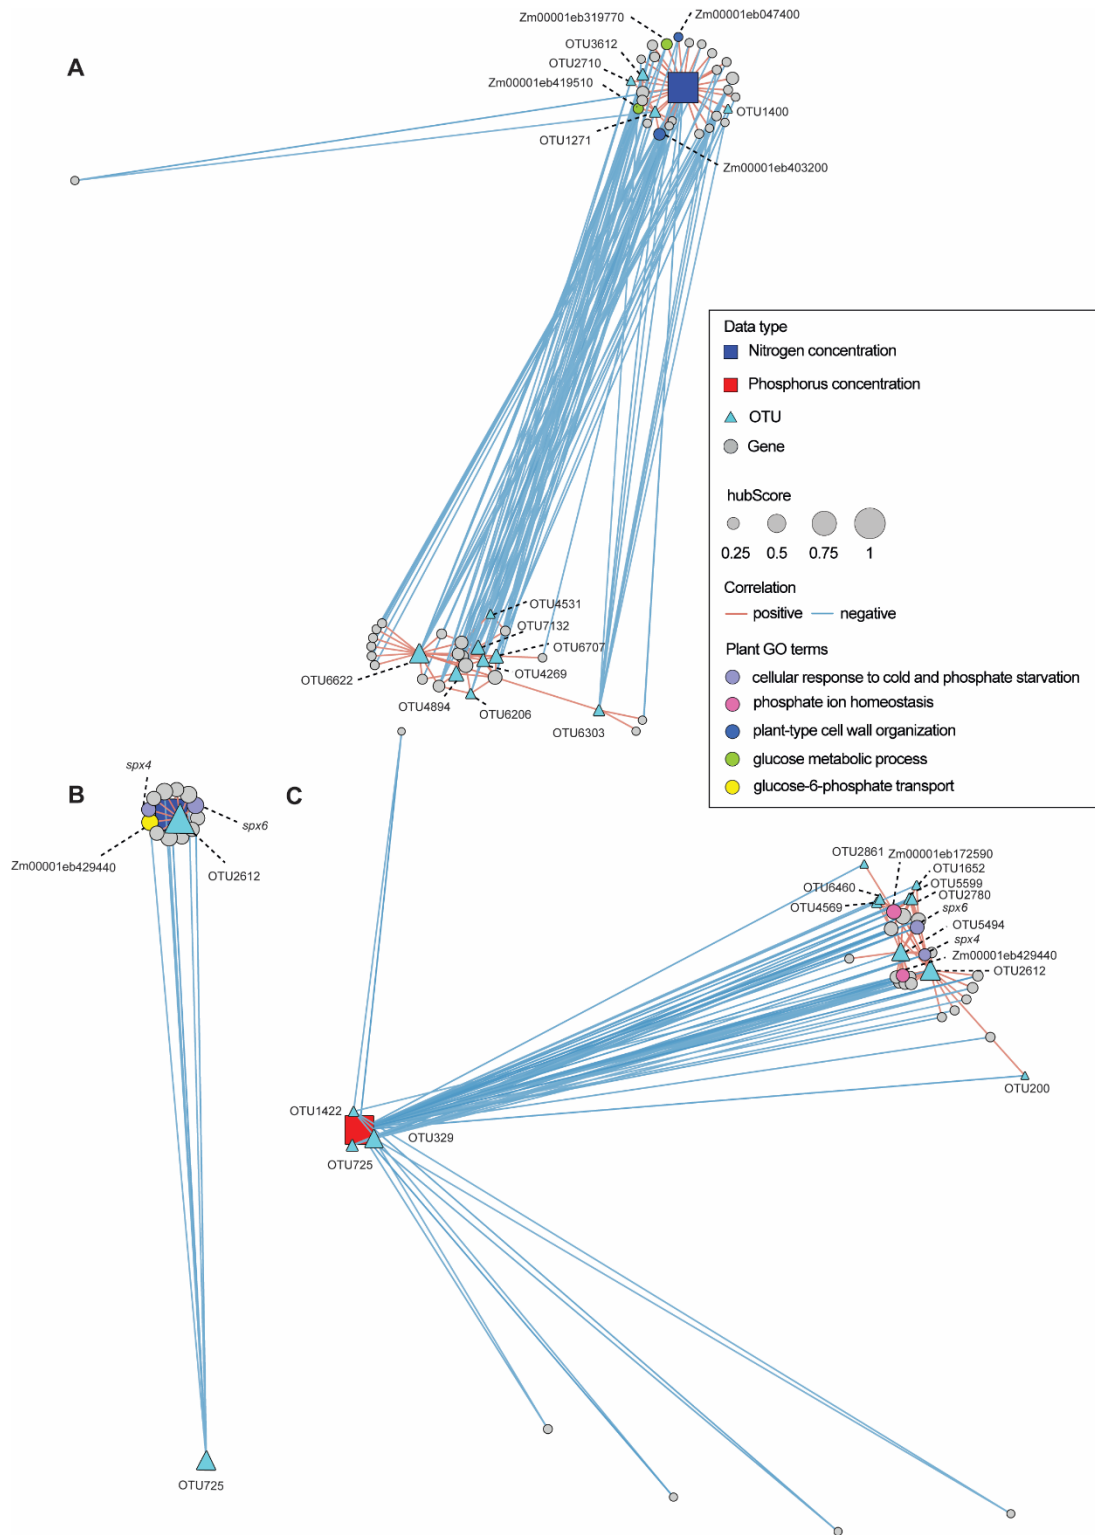 A
Zm00001eb047400
Zm00001eb319770
OTU3612
OTU2710
Zm00001eb419510
OTU1400
OTU1271
Zm00001eb403200
Data type
Nitrogen concentration
Phosphorus concentration
OTU
Gene
hubScore
0.25 0.5 0.75 1
Correlation
positive negative
Plant GO terms
cellular response to cold and phosphate starvation
phosphate ion homeostasis
plant-type cell wall organization
glucose metabolic process
glucose-6-phosphate transport
OTU4531
OTU7132
OTU6707
OTU4269
OTU6622
OTU4894
OTU6206
OTU6303
B
spx4
spx6
Zm00001eb429440
OTU2612
OTU725
C
OTU2861
Zm00001eb172590
OTU1652
OTU6460
OTU5599
OTU4569
OTU2780
spx6
OTU5494
spx4
Zm00001eb429440
OTU2612
OTU200
OTU1422
OTU329
OTU725